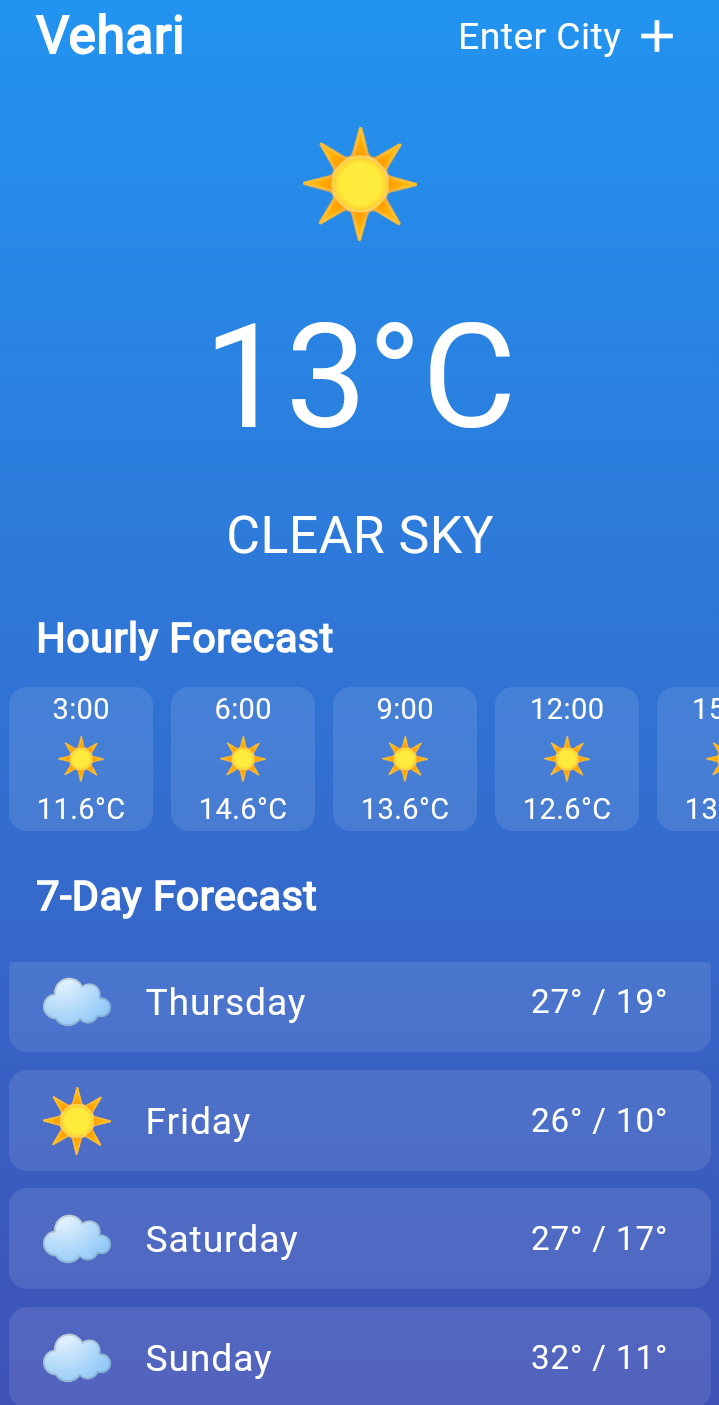 Vehari
Enter City +
13°C
CLEAR SKY
Hourly Forecast
3:00 6:00 9:00 12:00 15
11.6°C 14.6°C 13.6°C 12.6°C 13
7-Day Forecast
Thursday 27° / 19°
Friday 26° / 10°
Saturday 27° / 17°
Sunday 32° / 11°